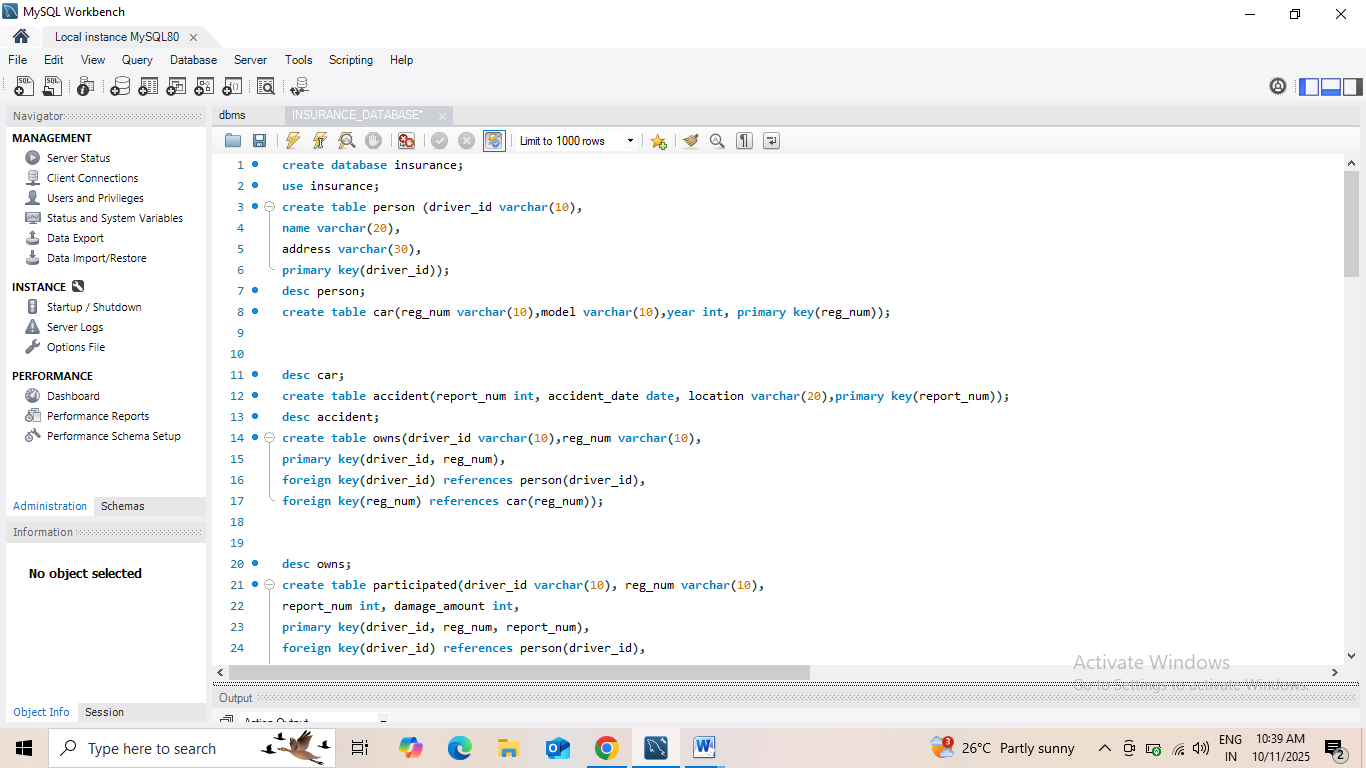 MySQL Workbench
Local instance MySQL80
File Edit View Query Database Server Tools Scripting Help
Navigator
MANAGEMENT
Server Status
Client Connections
Users and Privileges
Status and System Variables
Data Export
Data Import/Restore
INSTANCE
Startup / Shutdown
Server Logs
Options File
PERFORMANCE
Dashboard
Performance Reports
Performance Schema Setup
Administration Schemas
Information
No object selected
Object Info Session
dbms INSURANCE_DATABASE*
Limit to 1000 rows
1 create database insurance;
2 use insurance;
3 create table person (driver_id varchar(10),
4 name varchar(20),
5 address varchar(30),
6 primary key(driver_id));
7 desc person;
8 create table car(reg_num varchar(10),model varchar(10),year int, primary key(reg_num));
9
10
11 desc car;
12 create table accident(report_num int, accident_date date, location varchar(20),primary key(report_num));
13 desc accident;
14 create table owns(driver_id varchar(10),reg_num varchar(10),
15 primary key(driver_id, reg_num),
16 foreign key(driver_id) references person(driver_id),
17 foreign key(reg_num) references car(reg_num));
18
19
20 desc owns;
21 create table participated(driver_id varchar(10), reg_num varchar(10),
22 report_num int, damage_amount int,
23 primary key(driver_id, reg_num, report_num),
24 foreign key(driver_id) references person(driver_id),
Activate Windows
Go to Settings to activate Windows.
Output
Action Output
Type here to search
26°C Partly sunny
ENG
IN
10:39 AM
10/11/2025
3
2